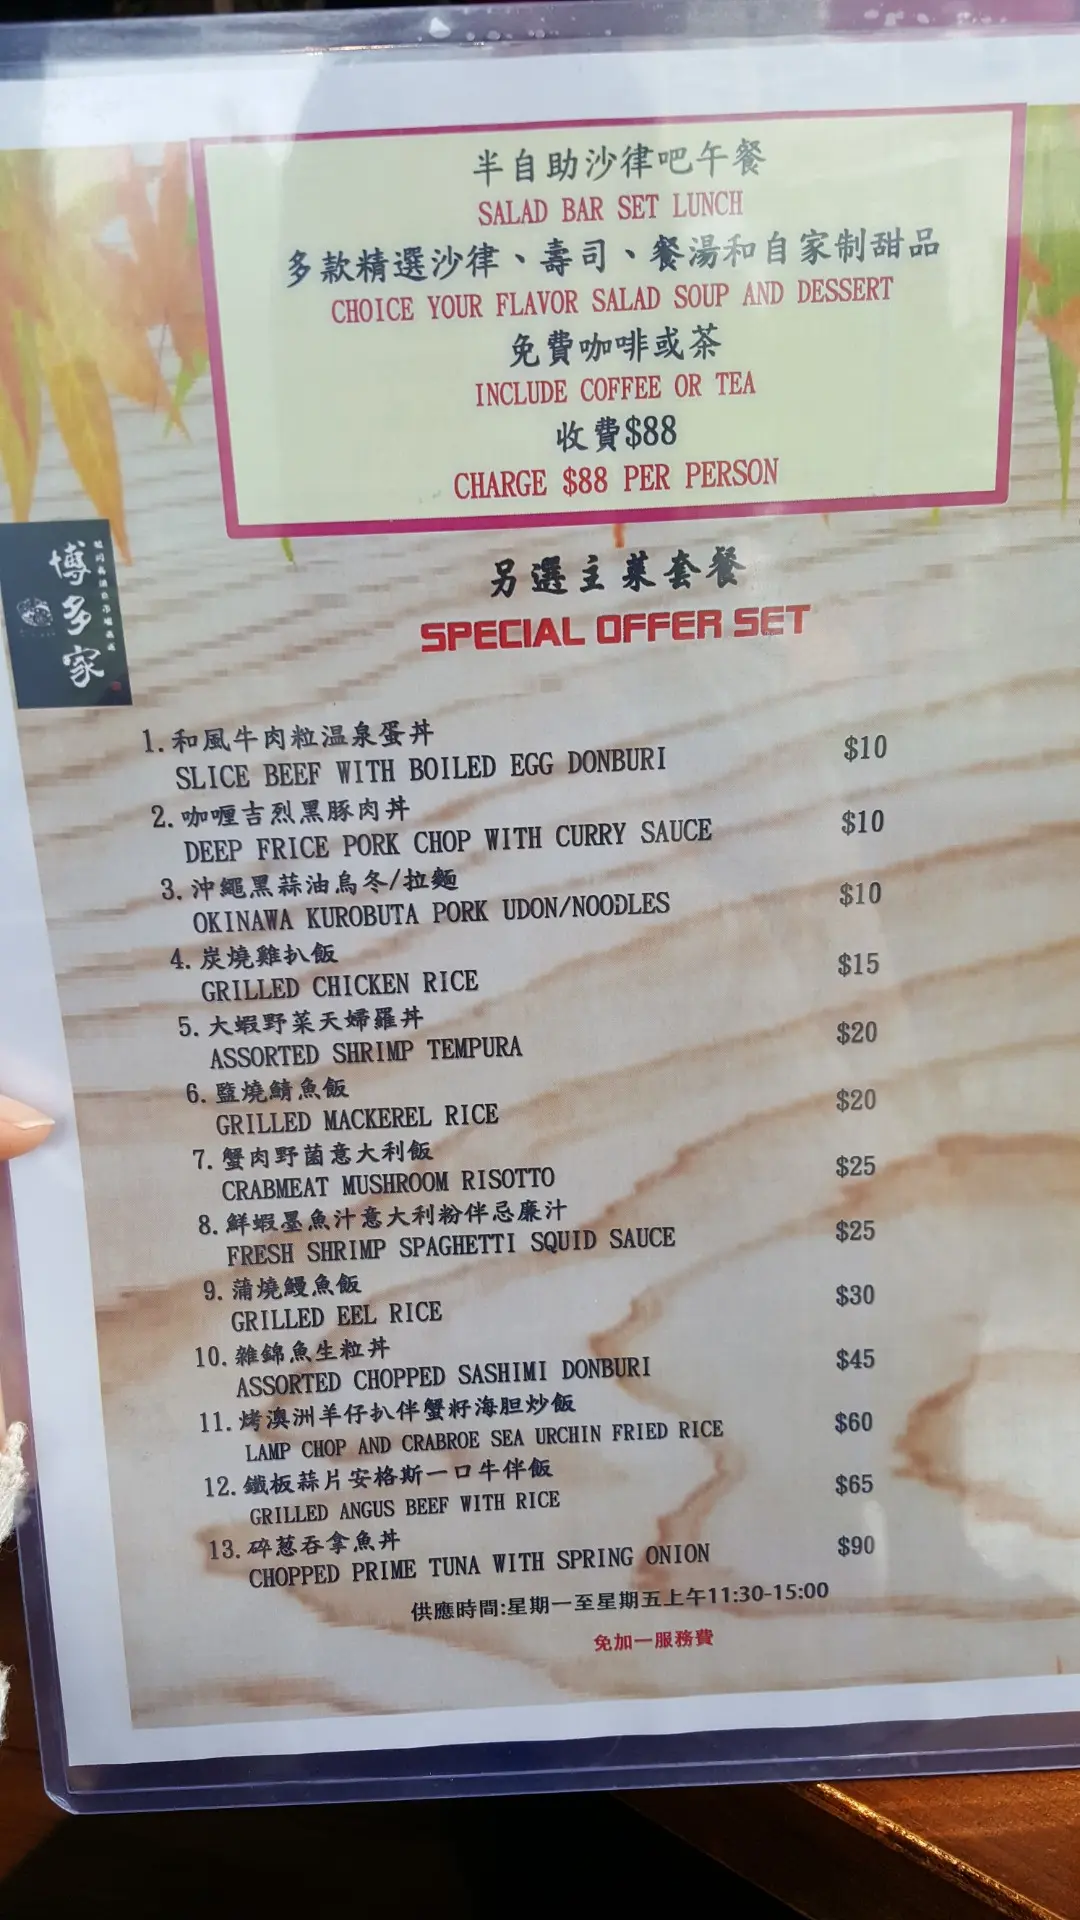 半自助沙律吧午餐
SALAD BAR SET LUNCH
多款精選沙律、壽司、餐湯和自家制甜品
CHOICE YOUR FLAVOR SALAD SOUP AND DESSERT
免費咖啡或茶
INCLUDE COFFEE OR TEA
收費$88
CHARGE $88 PER PERSON
博多家
另選主菜套餐
SPECIAL OFFER SET
1.和風牛肉粒温泉蛋丼
SLICE BEEF WITH BOILED EGG DONBURI $10
2.咖喱吉烈黑豚肉丼
DEEP FRICE PORK CHOP WITH CURRY SAUCE $10
3.沖繩黑蒜油烏冬/拉麵
OKINAWA KUROBUTA PORK UDON/NOODLES $10
4.炭燒雞扒飯
GRILLED CHICKEN RICE $15
5.大蝦野菜天婦羅丼
ASSORTED SHRIMP TEMPURA $20
6.盬燒鯖魚飯
GRILLED MACKEREL RICE $20
7.蟹肉野菌意大利飯
CRABMEAT MUSHROOM RISOTTO $25
8.鮮蝦墨魚汁意大利粉伴忌廉汁
FRESH SHRIMP SPAGHETTI SQUID SAUCE $25
9.蒲燒鰻魚飯
GRILLED EEL RICE $30
10.雜錦魚生粒丼
ASSORTED CHOPPED SASHIMI DONBURI $45
11.烤澳洲羊仔扒伴蟹籽海胆炒飯
LAMP CHOP AND CRABROE SEA URCHIN FRIED RICE $60
12.鐵板蒜片安格斯一口牛伴飯
GRILLED ANGUS BEEF WITH RICE $65
13.碎葱吞拿魚丼
CHOPPED PRIME TUNA WITH SPRING ONION $90
供應時間:星期一至星期五上午11:30-15:00
免加一服務費